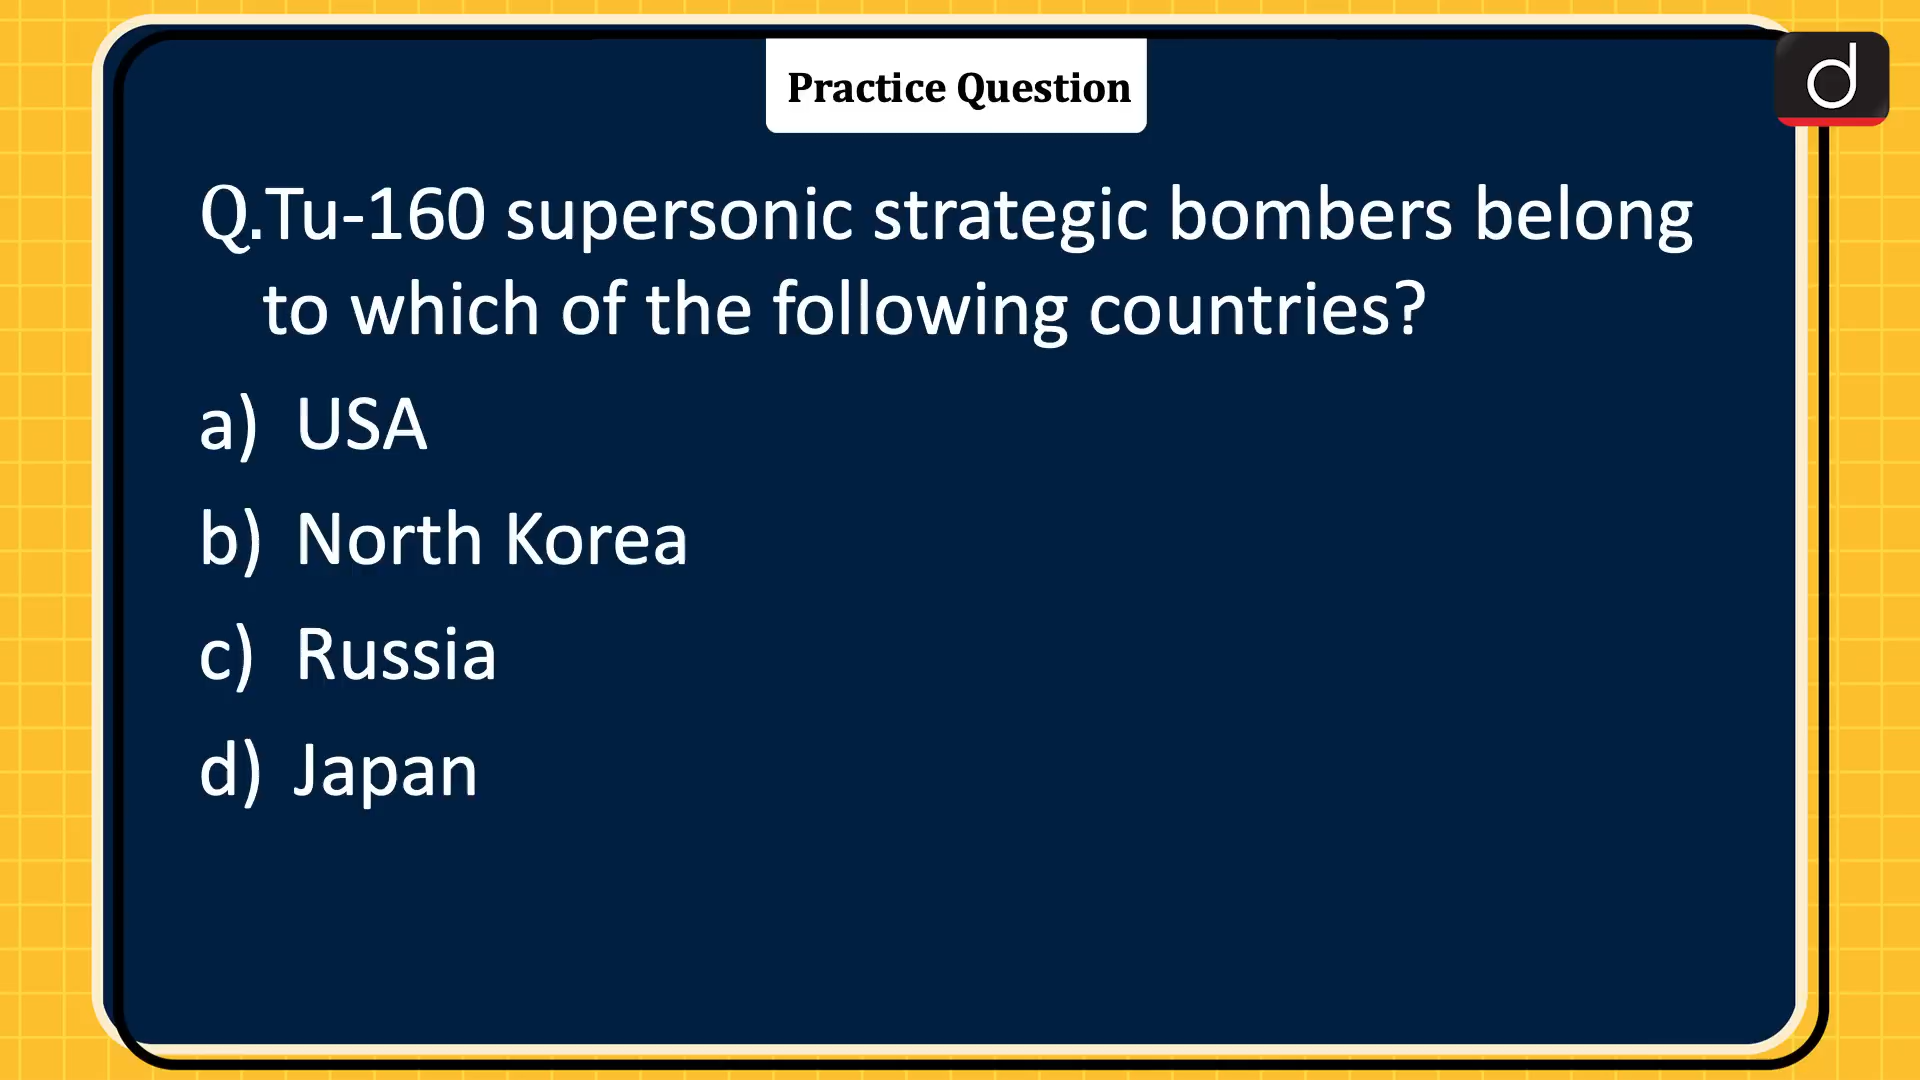 Practice Question
d
Q.Tu-160 supersonic strategic bombers belong
to which of the following countries?
a) USA
b) North Korea
c) Russia
d) Japan